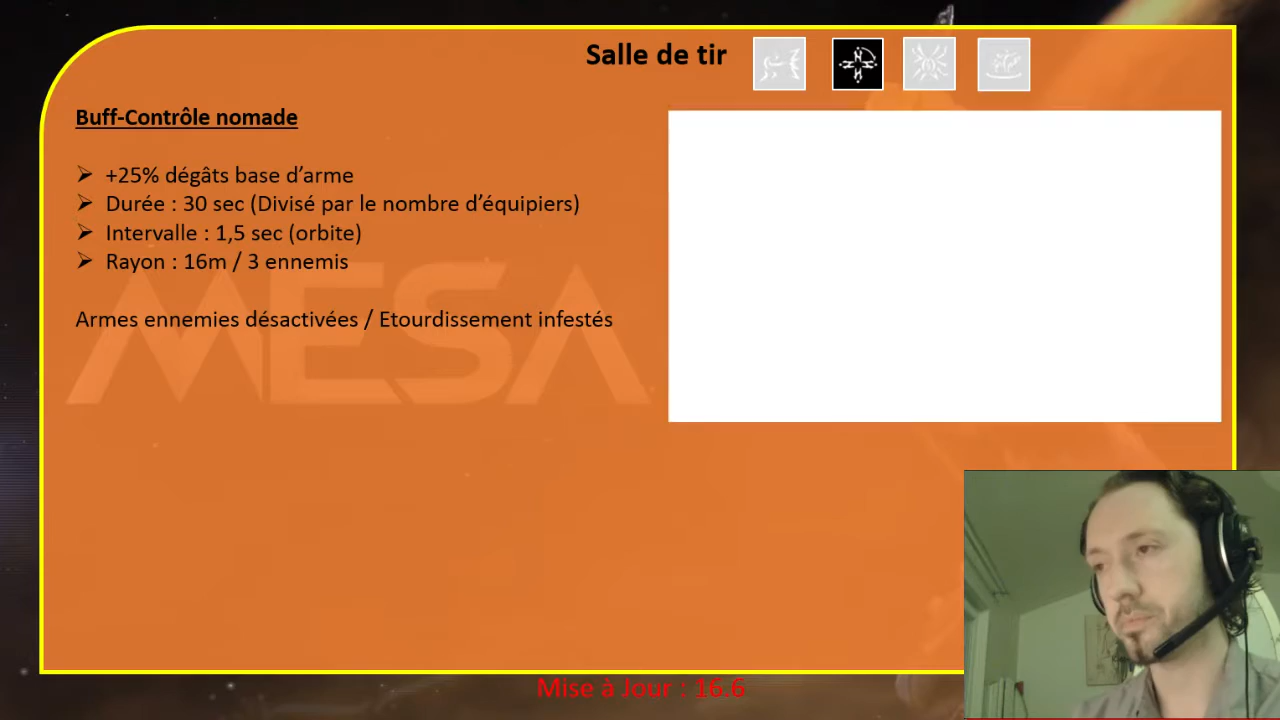 Salle de tir
Buff-Contrôle nomade
+25% dégâts base d’arme
Durée : 30 sec (Divisé par le nombre d’équipiers)
Intervalle : 1,5 sec (orbite)
Rayon : 16m / 3 ennemis
Armes ennemies désactivées / Etourdissement infestés
MESA
Mise à Jour : 16.6